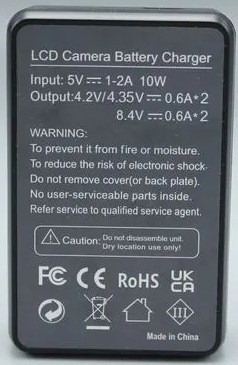 LCD Camera Battery Charger
Input: 5V⎓1-2A 10W
Output:4.2V/4.35V⎓0.6A*2
8.4V⎓0.6A*2
WARNING:
To prevent it from fire or moisture.
To reduce the risk of electronic shock.
Do not remove cover(or back plate).
No user-serviceable parts inside.
Refer service to qualified service agent.
Caution: Do not disassemble unit.
Dry location use only!
FC CE RoHS UK
CA
III
Made in China